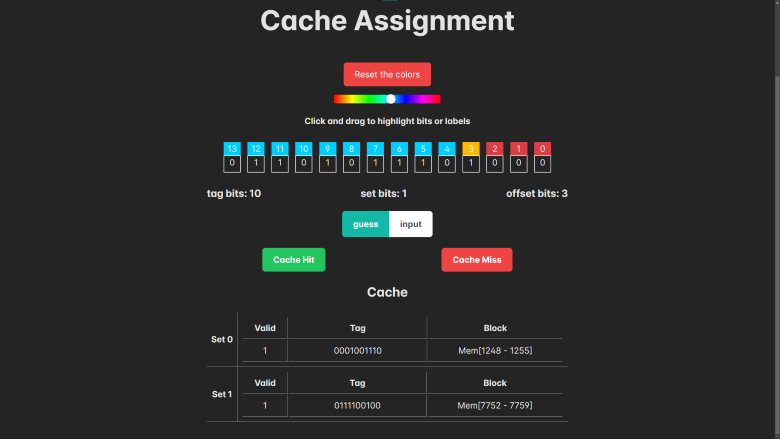 Cache Assignment
Reset the colors
Click and drag to highlight bits or labels
13 12 11 10 9 8 7 6 5 4 3 2 1 0
0 1 1 0 1 0 1 1 1 0 1 0 0 0
tag bits: 10 set bits: 1 offset bits: 3
guess input
Cache Hit Cache Miss
Cache
Valid Tag Block
Set 0
1 0001001110 Mem[1248 - 1255]
Valid Tag Block
Set 1
1 0111100100 Mem[7752 - 7759]